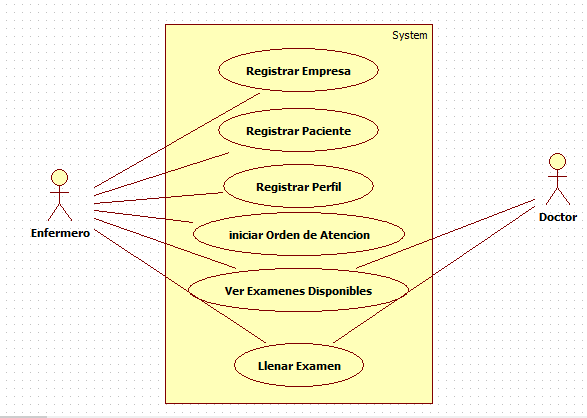 System
Registrar Empresa
Registrar Paciente
Registrar Perfil
iniciar Orden de Atencion
Ver Examenes Disponibles
Llenar Examen
Enfermero
Doctor